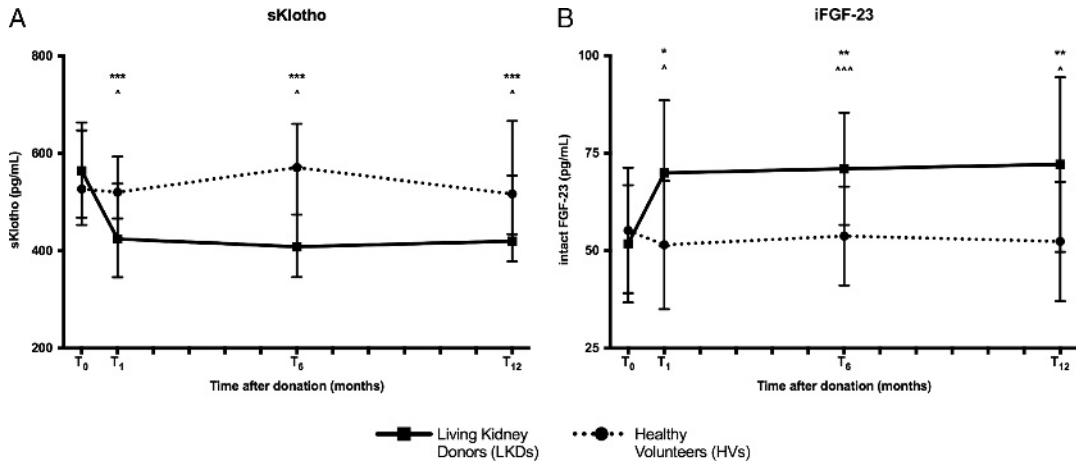 A
sKlotho
800
600
400
200
sKlotho (pg/mL)
***
^
***
^
***
^
T0
T1
T6
T12
Time after donation (months)
B
iFGF-23
100
75
50
25
intact FGF-23 (pg/mL)
*
^
**
^^^
**
^
T0
T1
T6
T12
Time after donation (months)
Living Kidney
Donors (LKDs)
Healthy
Volunteers (HVs)